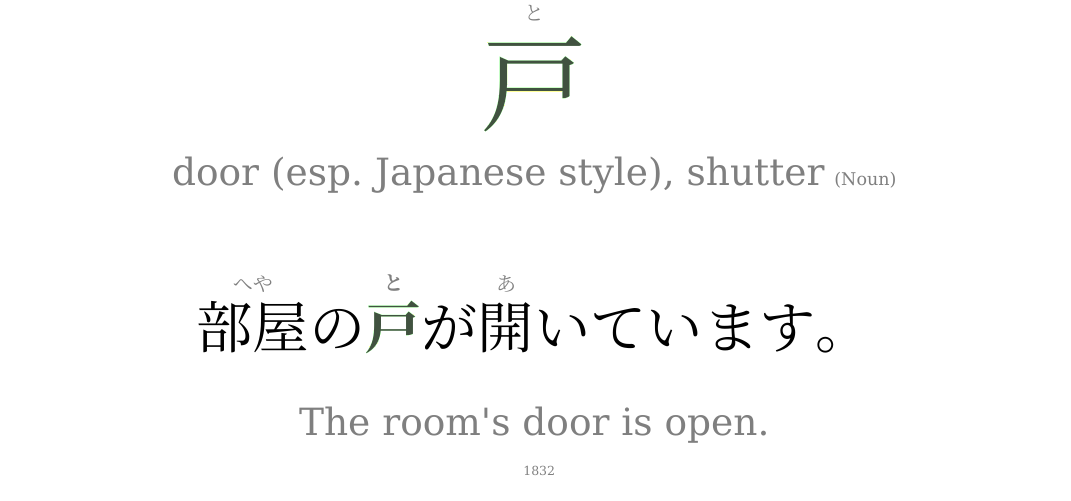 と
戸
door (esp. Japanese style), shutter (Noun)
へや と あ
部屋の戸が開いています。
The room's door is open.
1832